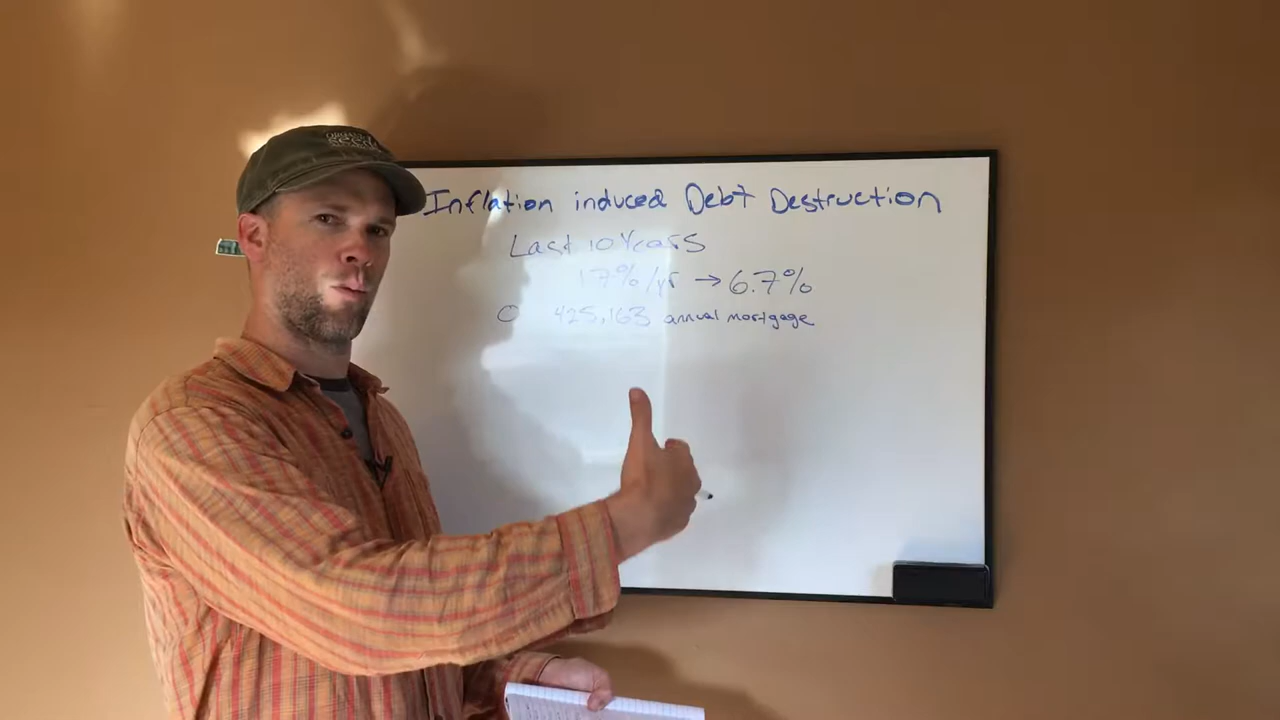 Inflation induced Debt Destruction
Last 10 Years
17%/yr → 6.7%
425,163 annual mortgage